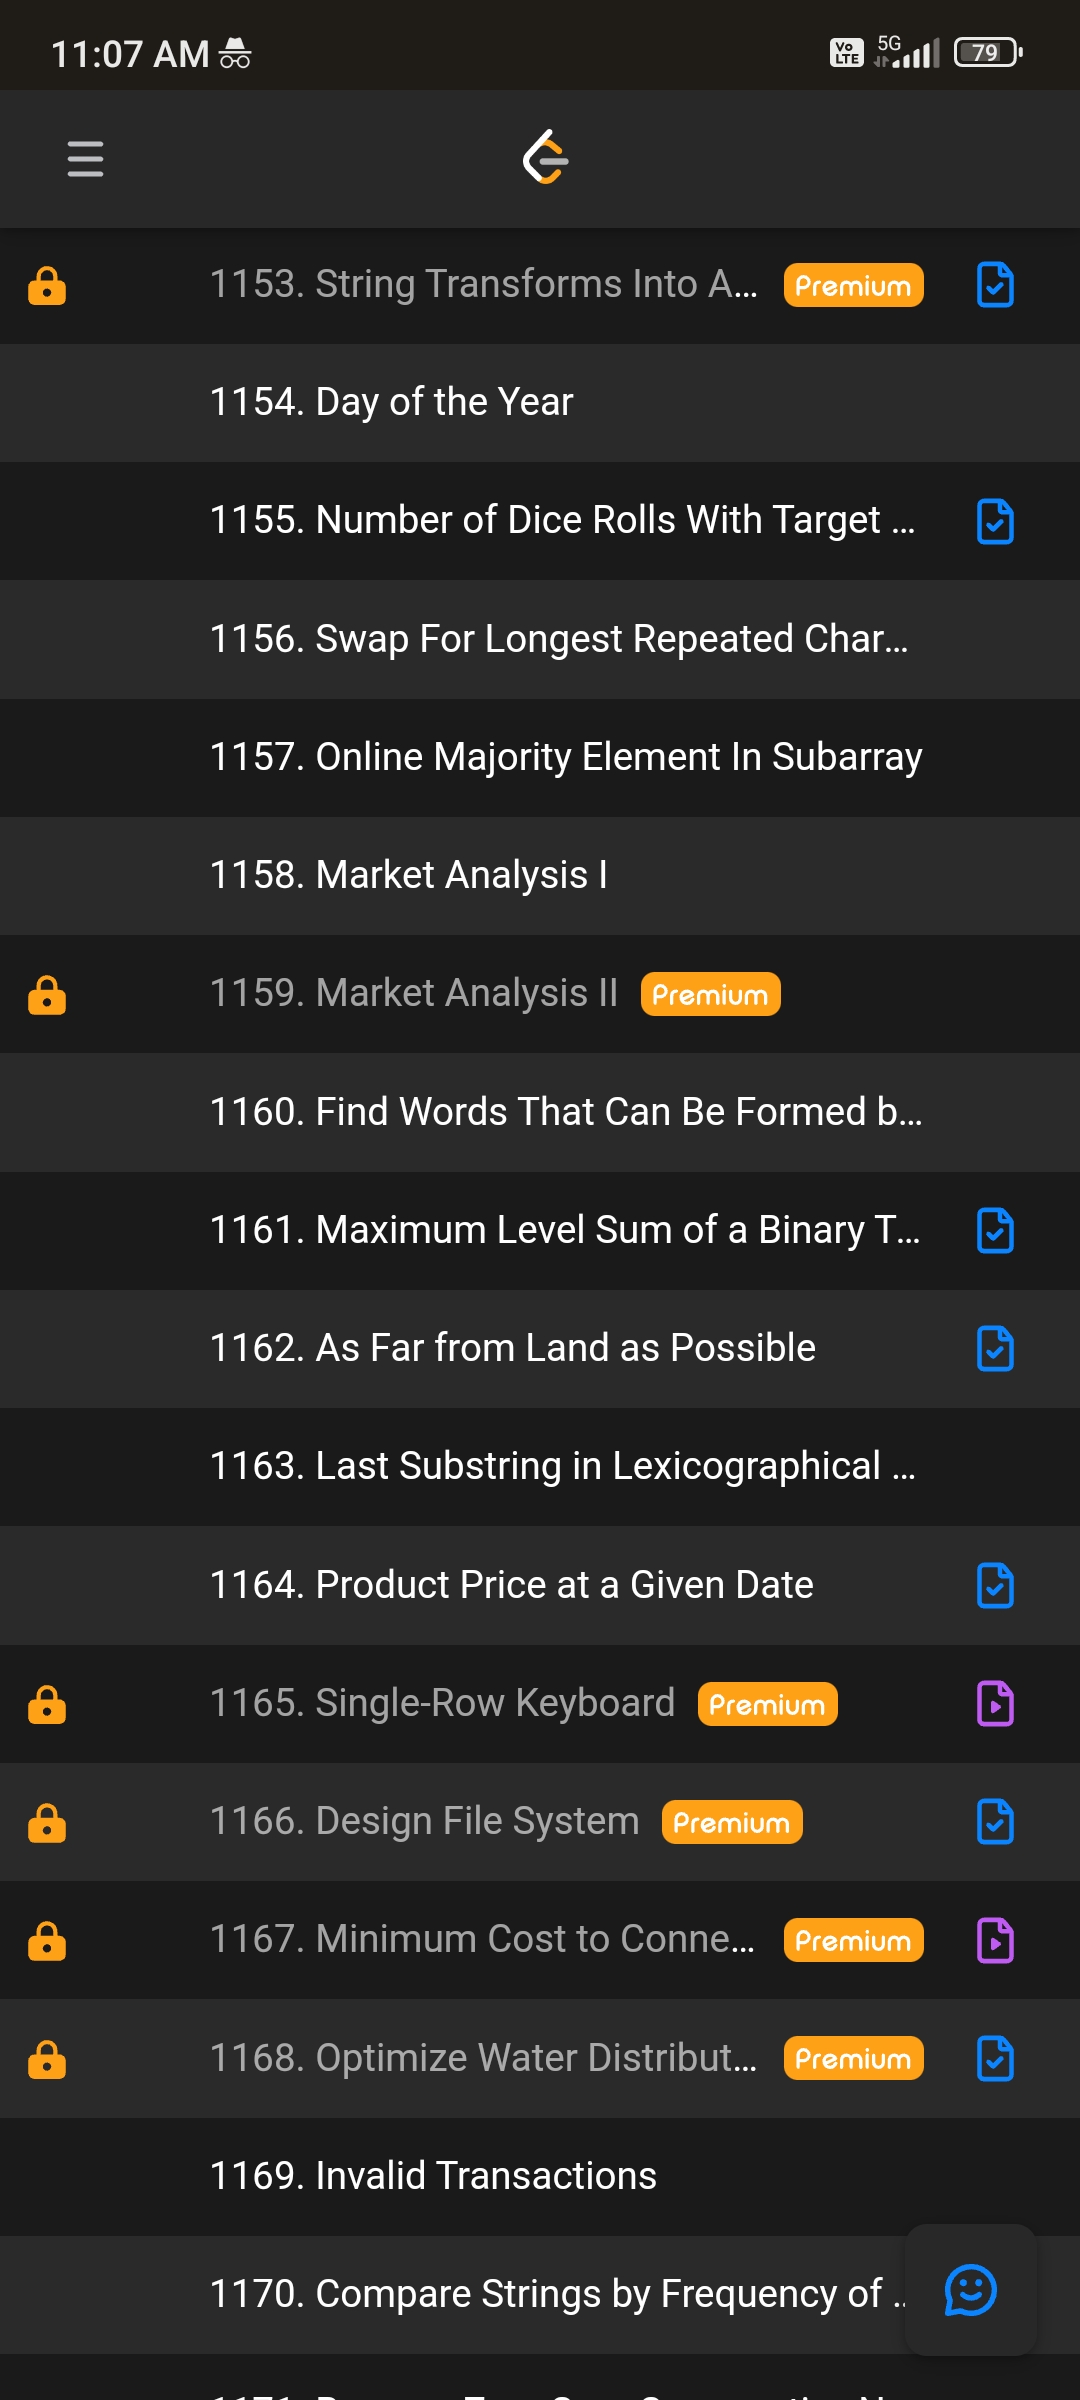 11:07 AM
Vo LTE 5G 79
1153. String Transforms Into A... Premium
1154. Day of the Year
1155. Number of Dice Rolls With Target ...
1156. Swap For Longest Repeated Char...
1157. Online Majority Element In Subarray
1158. Market Analysis I
1159. Market Analysis II Premium
1160. Find Words That Can Be Formed b...
1161. Maximum Level Sum of a Binary T...
1162. As Far from Land as Possible
1163. Last Substring in Lexicographical ...
1164. Product Price at a Given Date
1165. Single-Row Keyboard Premium
1166. Design File System Premium
1167. Minimum Cost to Conne... Premium
1168. Optimize Water Distribut... Premium
1169. Invalid Transactions
1170. Compare Strings by Frequency of ..